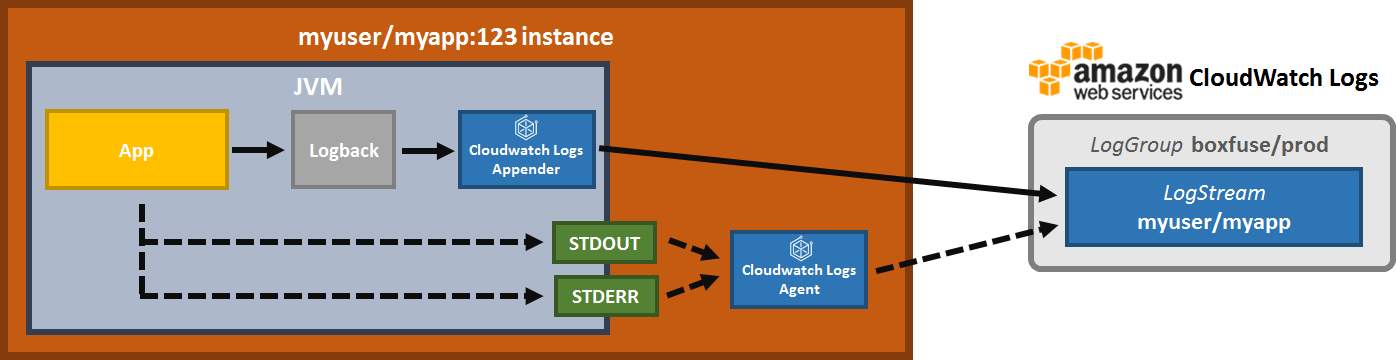 myuser/myapp:123 instance
JVM
App
Logback
Cloudwatch Logs
Appender
STDOUT
STDERR
Cloudwatch Logs
Agent
amazon
web services
CloudWatch Logs
LogGroup boxfuse/prod
LogStream
myuser/myapp